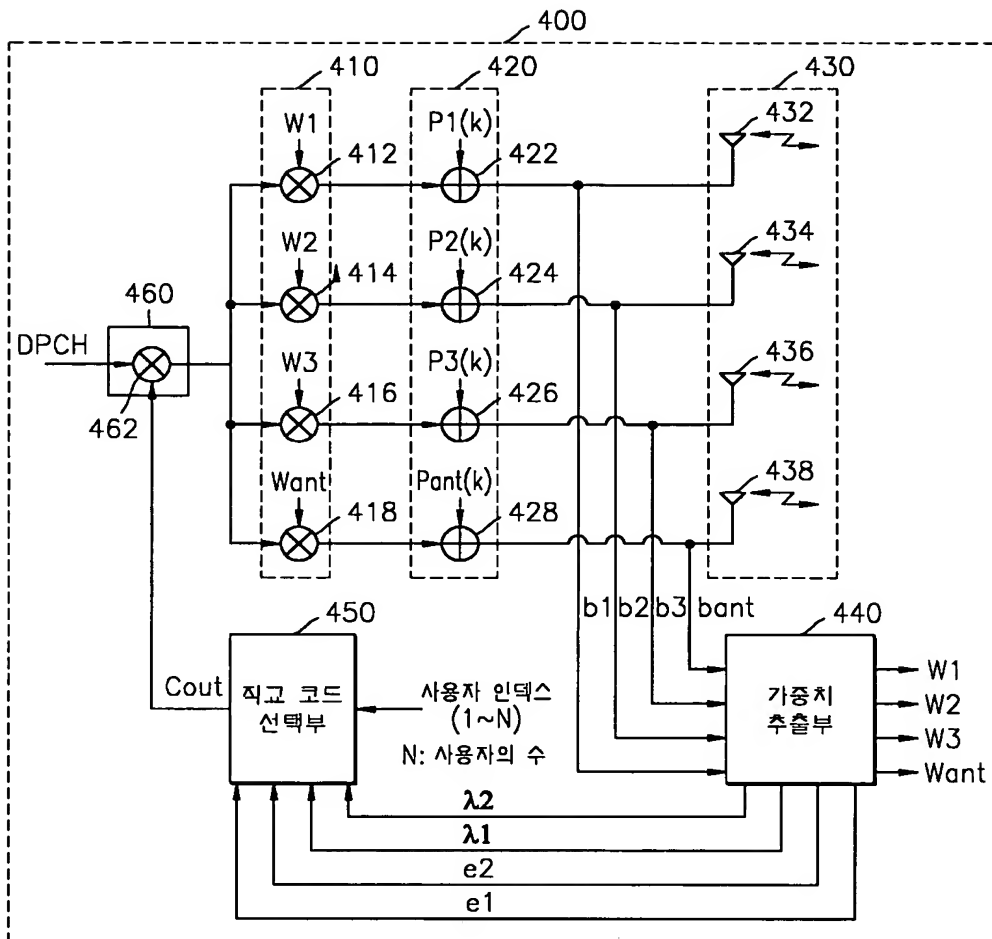 400
410
420
430
W1
P1(k)
432
412
422
W2
P2(k)
434
414
424
460
DPCH
W3
P3(k)
436
416
426
462
Want
Pant(k)
438
418
428
b1 b2 b3 bant
450
440
Cout
직교 코드
선택부
사용자 인덱스
(1~N)
N: 사용자의 수
가중치
추출부
W1
W2
W3
Want
λ2
λ1
e2
e1